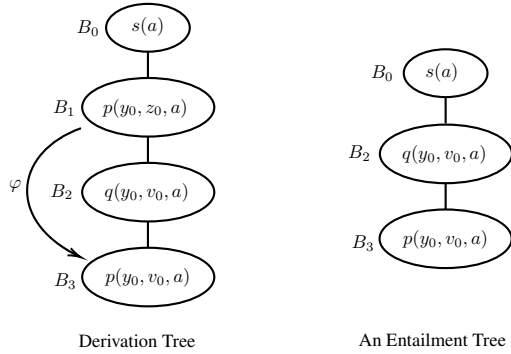 B₀ s(a)
B₁ p(y₀, z₀, a)
φ
B₂ q(y₀, v₀, a)
B₃ p(y₀, v₀, a)
Derivation Tree
B₀ s(a)
B₂ q(y₀, v₀, a)
B₃ p(y₀, v₀, a)
An Entailment Tree